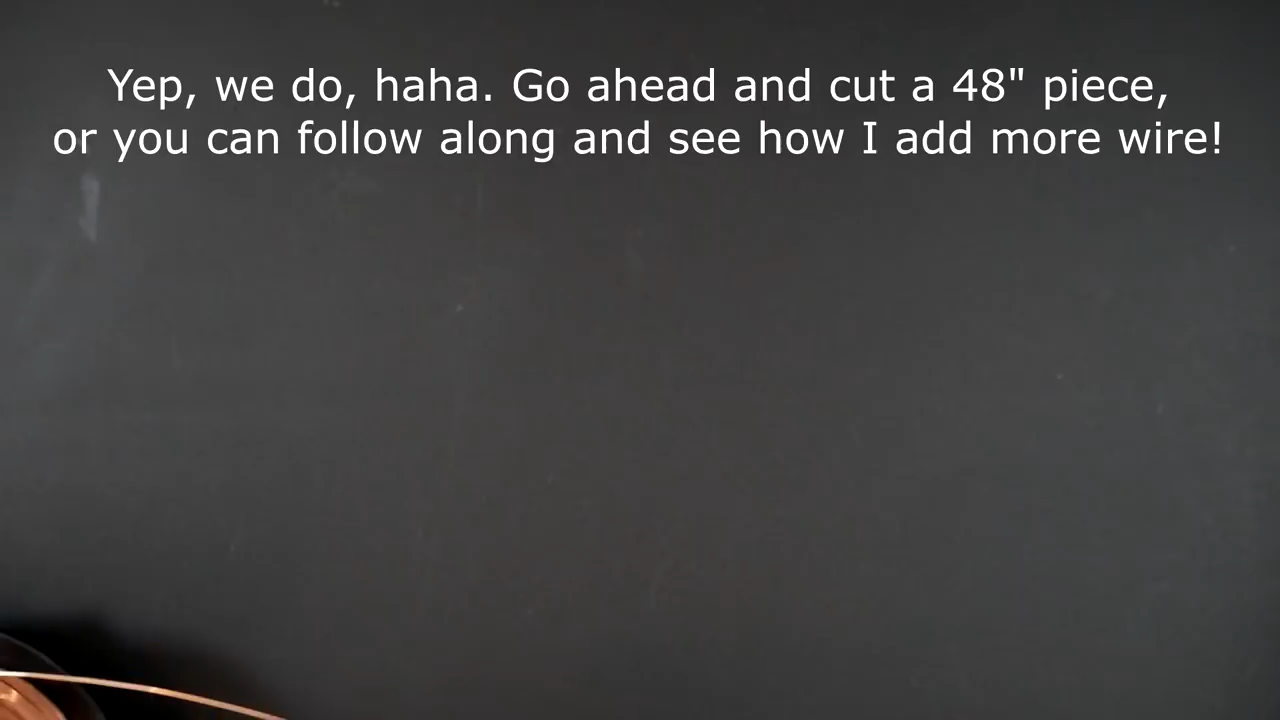 Yep, we do, haha. Go ahead and cut a 48" piece,
or you can follow along and see how I add more wire!